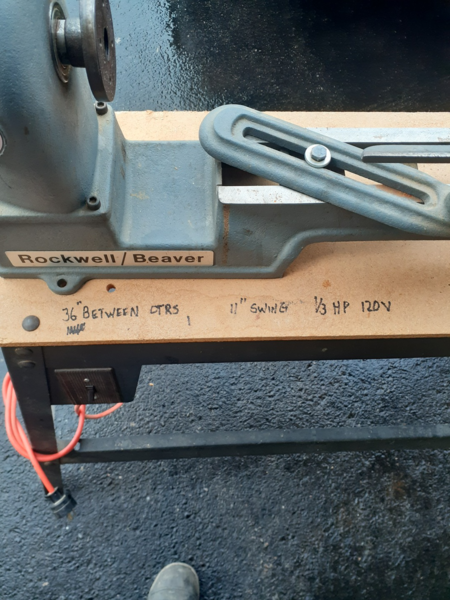 Rockwell/Beaver
36" BETWEEN CTRS, 11" SWING 1/3 HP 120V